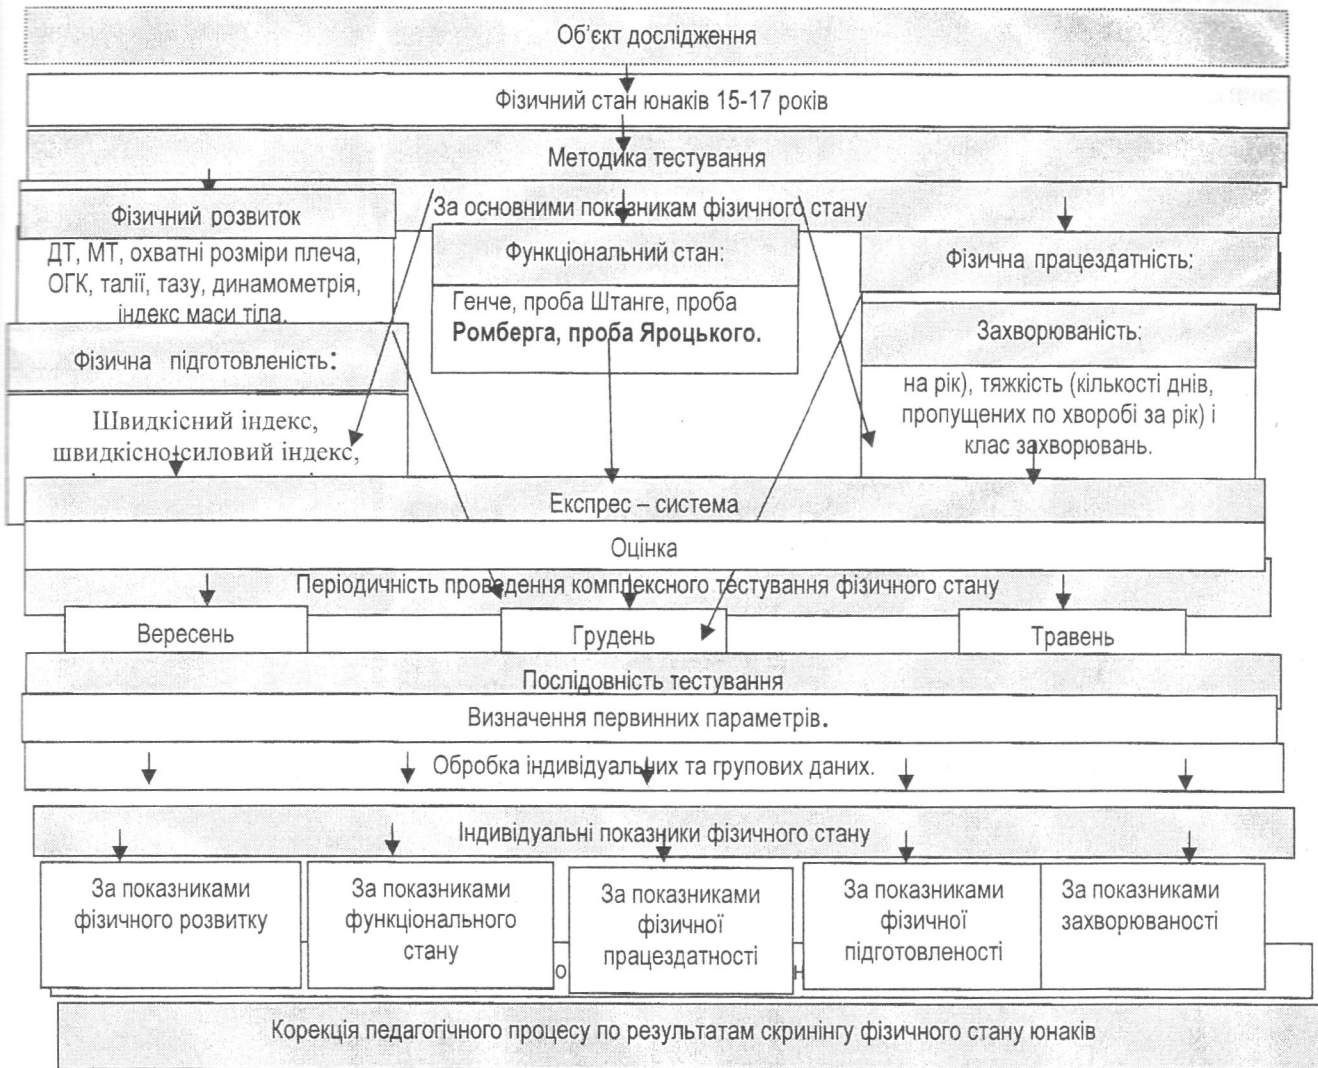 Об’єкт дослідження
Фізичний стан юнаків 15-17 років
Методика тестування
За основними показникам фізичного стану
Фізичний розвиток
ДТ, МТ, охватні розміри плеча,
ОГК, талії, тазу, динамометрія,
індекс маси тіла.
Функціональний стан:
Генче, проба Штанге, проба
Ромберга, проба Яроцького.
Фізична працездатність:
Захворюваність.
на рік), тяжкість (кількості днів,
пропущених по хворобі за рік) і
клас захворювань.
Фізична підготовленість:
Швидкісний індекс,
швидкісно-силовий індекс,
Експрес – система
Оцінка
Періодичність проведення комплексного тестування фізичного стану
Вересень
Грудень
Травень
Послідовність тестування
Визначення первинних параметрів.
Обробка індивідуальних та групових даних.
Індивідуальні показники фізичного стану
За показниками
фізичного розвитку
За показниками
функціонального
стану
За показниками
фізичної
працездатності
За показниками
фізичної
підготовленості
За показниками
захворюваності
Корекція педагогічного процесу по результатам скринінгу фізичного стану юнаків